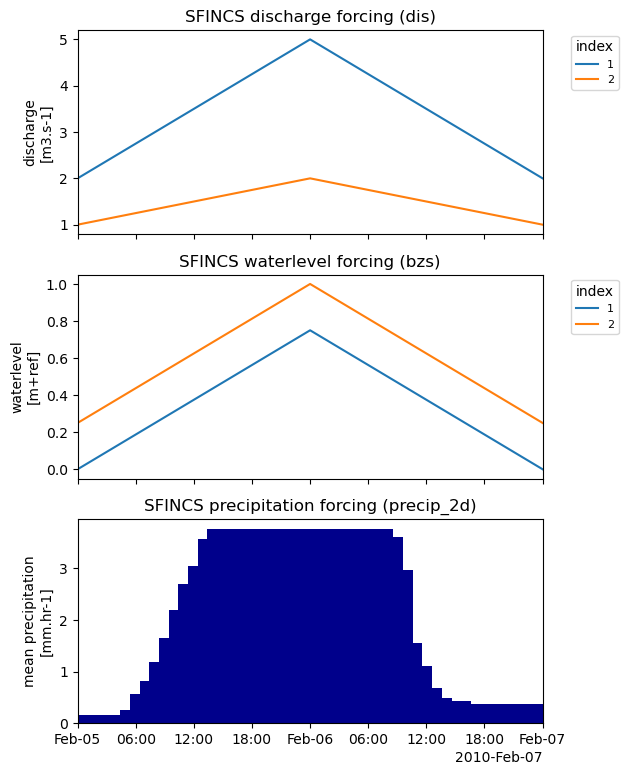 SFINCS discharge forcing (dis)
5
4
3
2
1
discharge
[m3.s-1]
index
1
2
SFINCS waterlevel forcing (bzs)
1.0
0.8
0.6
0.4
0.2
0.0
waterlevel
[m+ref]
index
1
2
SFINCS precipitation forcing (precip_2d)
3
2
1
0
mean precipitation
[mm.hr-1]
Feb-05 06:00 12:00 18:00 Feb-06 06:00 12:00 18:00 Feb-07
2010-Feb-07